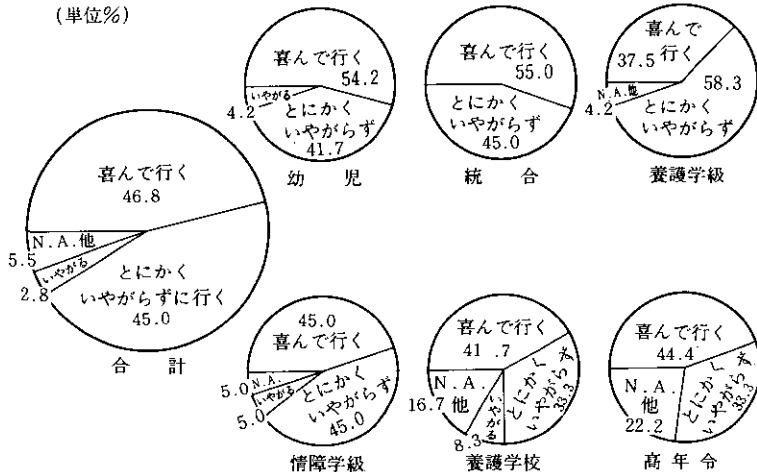 (単位%)
喜んで行く
54.2
いやがる
4.2
とにかく
いやがらず
41.7
幼児
喜んで行く
55.0
とにかく
いやがらず
45.0
統合
喜んで
行く
37.5
58.3
N.A.他
4.2
とにかく
いやがらず
養護学級
喜んで行く
46.8
N.A.他
5.5
いやがる
2.8
とにかく
いやがらずに行く
45.0
合計
45.0
喜んで行く
5.0
N.A.
いやがる
5.0
とにかく
いやがらず
45.0
情障学級
喜んで行く
41.7
N.A.
他
16.7
いやがる
8.3
とにかく
いやがらず
33.3
養護学校
喜んで行く
44.4
N.A.
他
22.2
とにかく
いやがらず
33.3
高年令